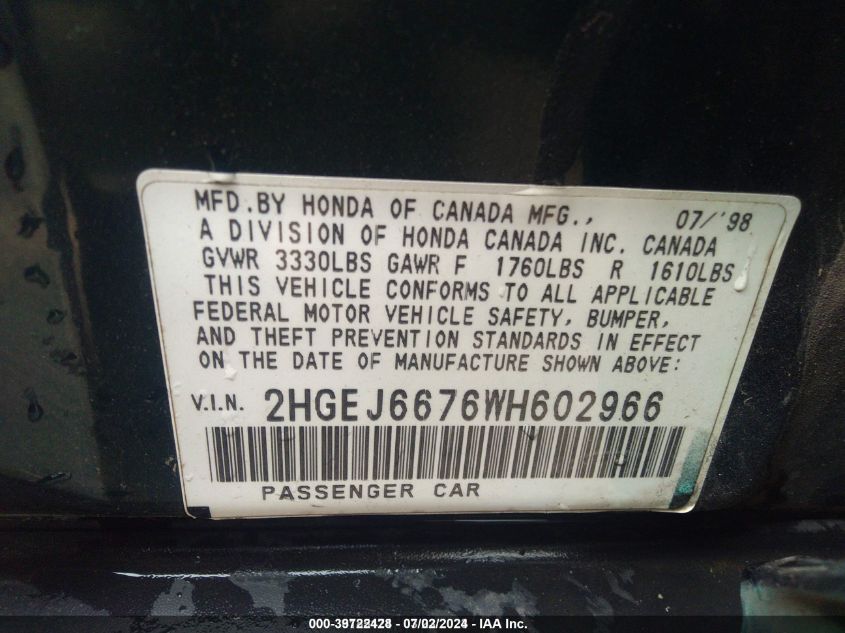 MFD.BY HONDA OF CANADA MFG., 07/'98
A DIVISION OF HONDA CANADA INC. CANADA
GVWR 3330LBS GAWR F 1760LBS R 1610LBS
THIS VEHICLE CONFORMS TO ALL APPLICABLE
FEDERAL MOTOR VEHICLE SAFETY, BUMPER,
AND THEFT PREVENTION STANDARDS IN EFFECT
ON THE DATE OF MANUFACTURE SHOWN ABOVE:
V.I.N. 2HGEJ6676WH602966
PASSENGER CAR
000-39722428 - 07/02/2024 - IAA Inc.